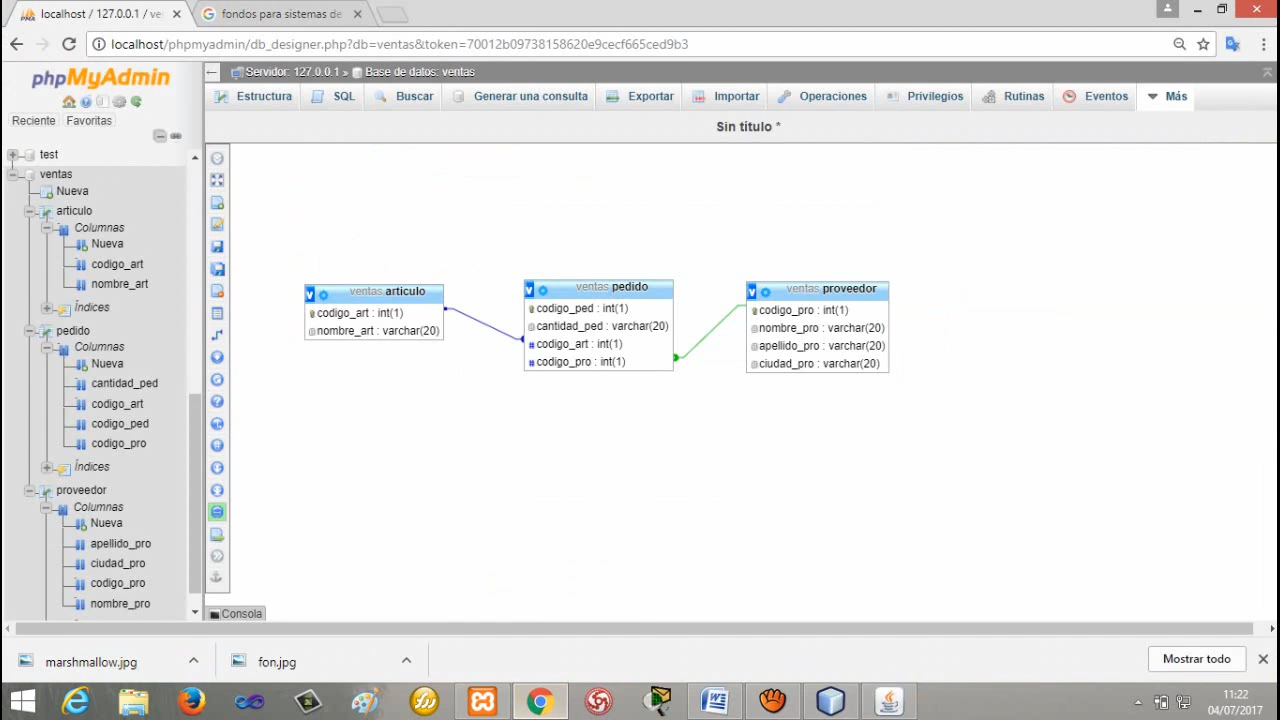 localhost / 127.0.0.1 / ve
fondos para sistemas de
localhost/phpmyadmin/db_designer.php?db=ventas&token=70012b09738158620e9cecf665ced9b3
phpMyAdmin
Reciente Favoritas
test
ventas
Nueva
articulo
Columnas
Nueva
codigo_art
nombre_art
Índices
pedido
Columnas
Nueva
cantidad_ped
codigo_art
codigo_ped
codigo_pro
Índices
proveedor
Columnas
Nueva
apellido_pro
ciudad_pro
codigo_pro
nombre_pro
Servidor: 127.0.0.1 » Base de datos: ventas
Estructura SQL Buscar Generar una consulta Exportar Importar Operaciones Privilegios Rutinas Eventos Más
Sin título *
v ventas articulo
codigo_art : int(1)
nombre_art : varchar(20)
v ventas pedido
codigo_ped : int(1)
cantidad_ped : varchar(20)
# codigo_art : int(1)
# codigo_pro : int(1)
v ventas proveedor
codigo_pro : int(1)
nombre_pro : varchar(20)
apellido_pro : varchar(20)
ciudad_pro : varchar(20)
Consola
marshmallow.jpg
fon.jpg
Mostrar todo
11:22
04/07/2017